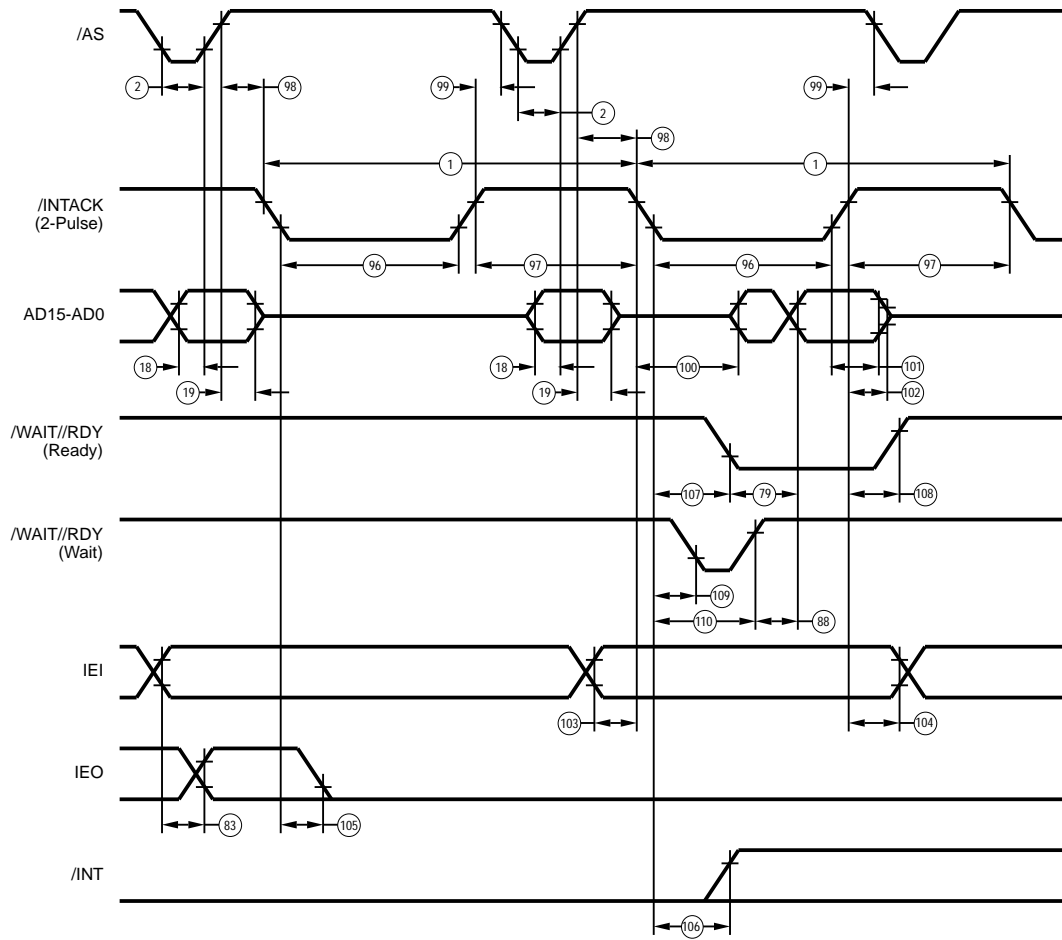 /AS
2
98
99
2
99
98
1
1
/INTACK
(2-Pulse)
96
97
96
97
AD15-AD0
18
18
100
101
19
19
102
/WAIT//RDY
(Ready)
107
79
108
/WAIT//RDY
(Wait)
109
110
88
IEI
103
104
IEO
83
105
/INT
106